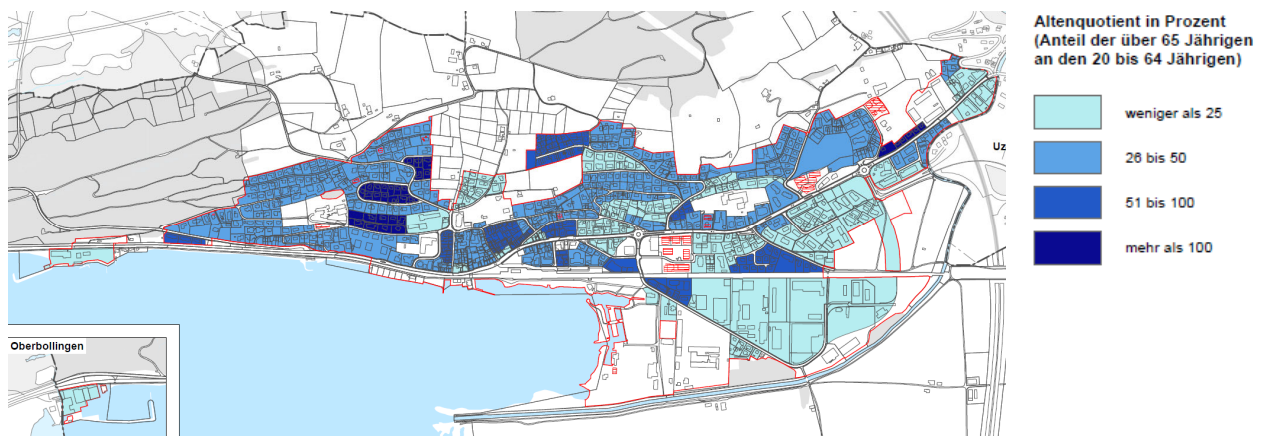 Altenquotient in Prozent
(Anteil der über 65 Jährigen
an den 20 bis 64 Jährigen)
weniger als 25
26 bis 50
51 bis 100
mehr als 100
Uz
Oberbollingen